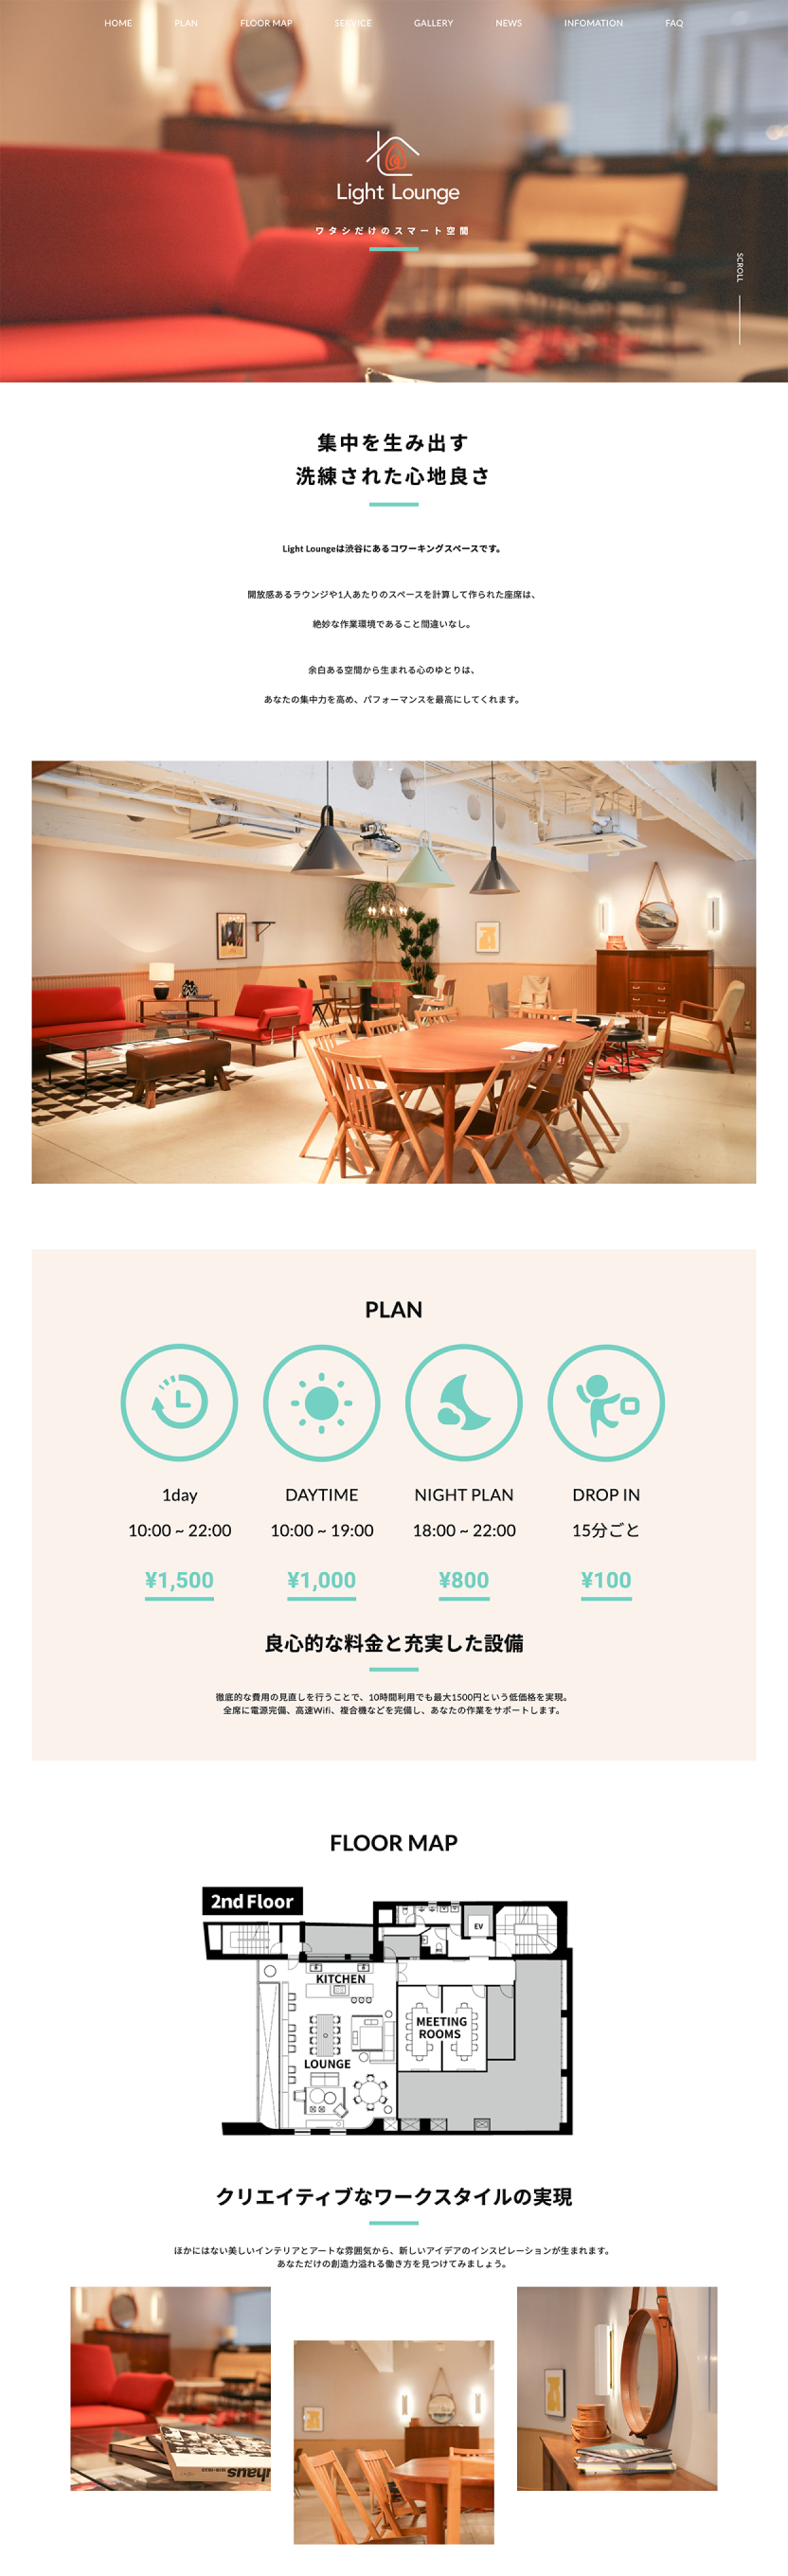 HOME PLAN FLOOR MAP SERVICE GALLERY NEWS INFOMATION FAQ
Light Lounge
ワタシだけのスマート空間
SCROLL
集中を生み出す
洗練された心地良さ
Light Loungeは渋谷にあるコワーキングスペースです。
開放感あるラウンジや1人あたりのスペースを計算して作られた座席は、
絶妙な作業環境であること間違いなし。
余白ある空間から生まれる心のゆとりは、
あなたの集中力を高め、パフォーマンスを最高にしてくれます。
PLAN
1day DAYTIME NIGHT PLAN DROP IN
10:00 ~ 22:00 10:00 ~ 19:00 18:00 ~ 22:00 15分ごと
¥1,500 ¥1,000 ¥800 ¥100
良心的な料金と充実した設備
徹底的な費用の見直しを行うことで、10時間利用でも最大1500円という低価格を実現。
全席に電源完備、高速Wifi、複合機などを完備し、あなたの作業をサポートします。
FLOOR MAP
2nd Floor
EV
KITCHEN
MEETING
ROOMS
LOUNGE
クリエイティブなワークスタイルの実現
ほかにはない美しいインテリアとアートな雰囲気から、新しいアイデアのインスピレーションが生まれます。
あなただけの創造力溢れる働き方を見つけてみましょう。